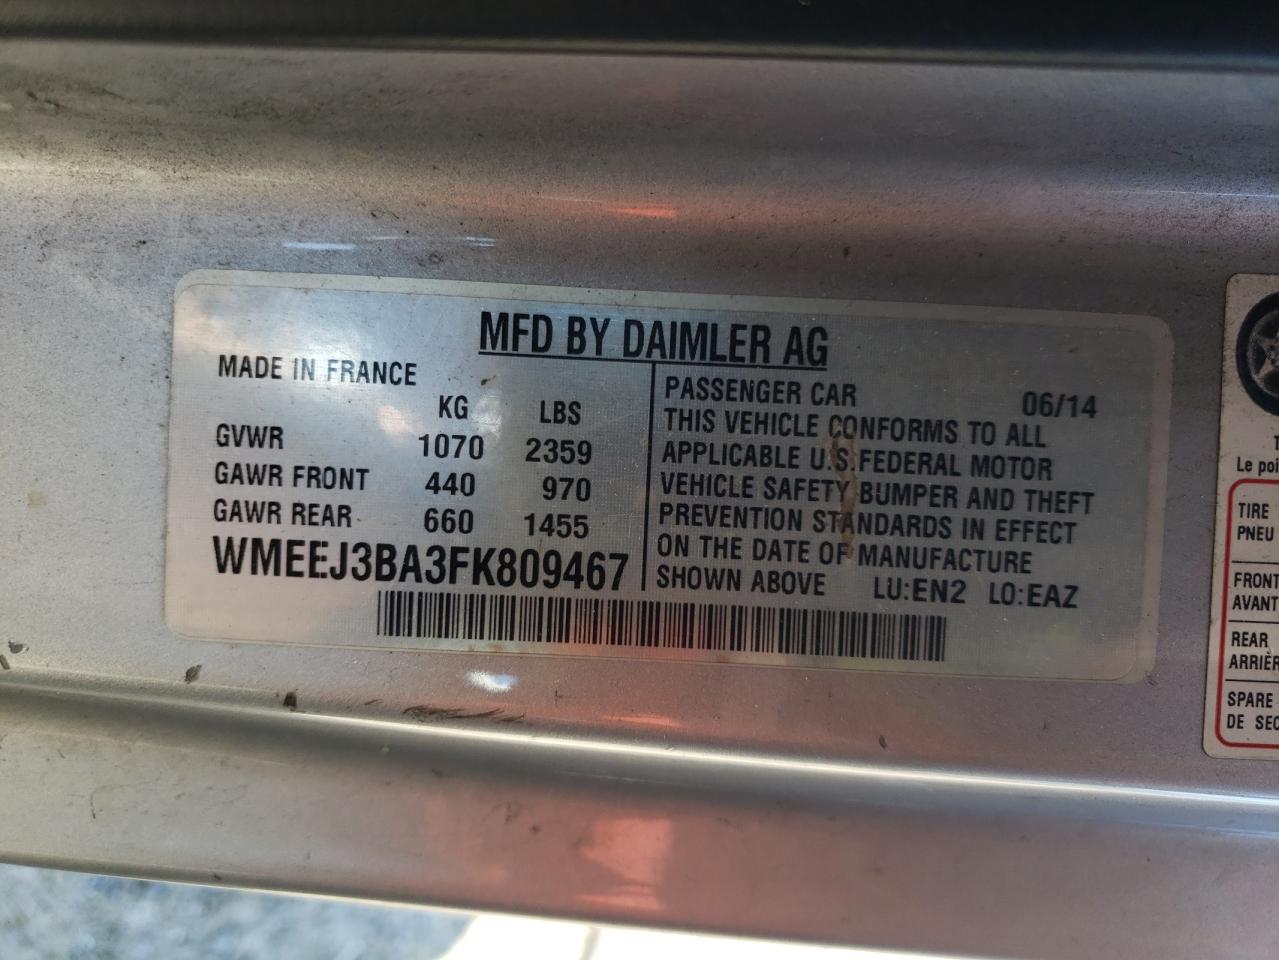 MFD BY DAIMLER AG
MADE IN FRANCE
KG LBS
GVWR 1070 2359
GAWR FRONT 440 970
GAWR REAR 660 1455
WMEEJ3BA3FK809467
PASSENGER CAR 06/14
THIS VEHICLE CONFORMS TO ALL
APPLICABLE U.S.FEDERAL MOTOR
VEHICLE SAFETY BUMPER AND THEFT
PREVENTION STANDARDS IN EFFECT
ON THE DATE OF MANUFACTURE
SHOWN ABOVE LU:EN2 LO:EAZ
Le poi
TIRE
PNEU
FRONT
AVANT
REAR
ARRIÈR
SPARE
DE SEC